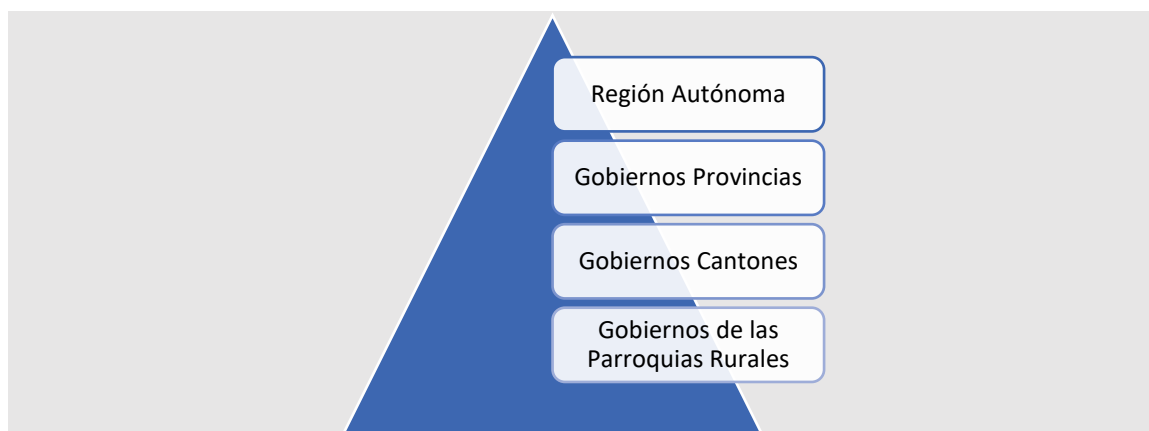 Región Autónoma
Gobiernos Provincias
Gobiernos Cantones
Gobiernos de las
Parroquias Rurales